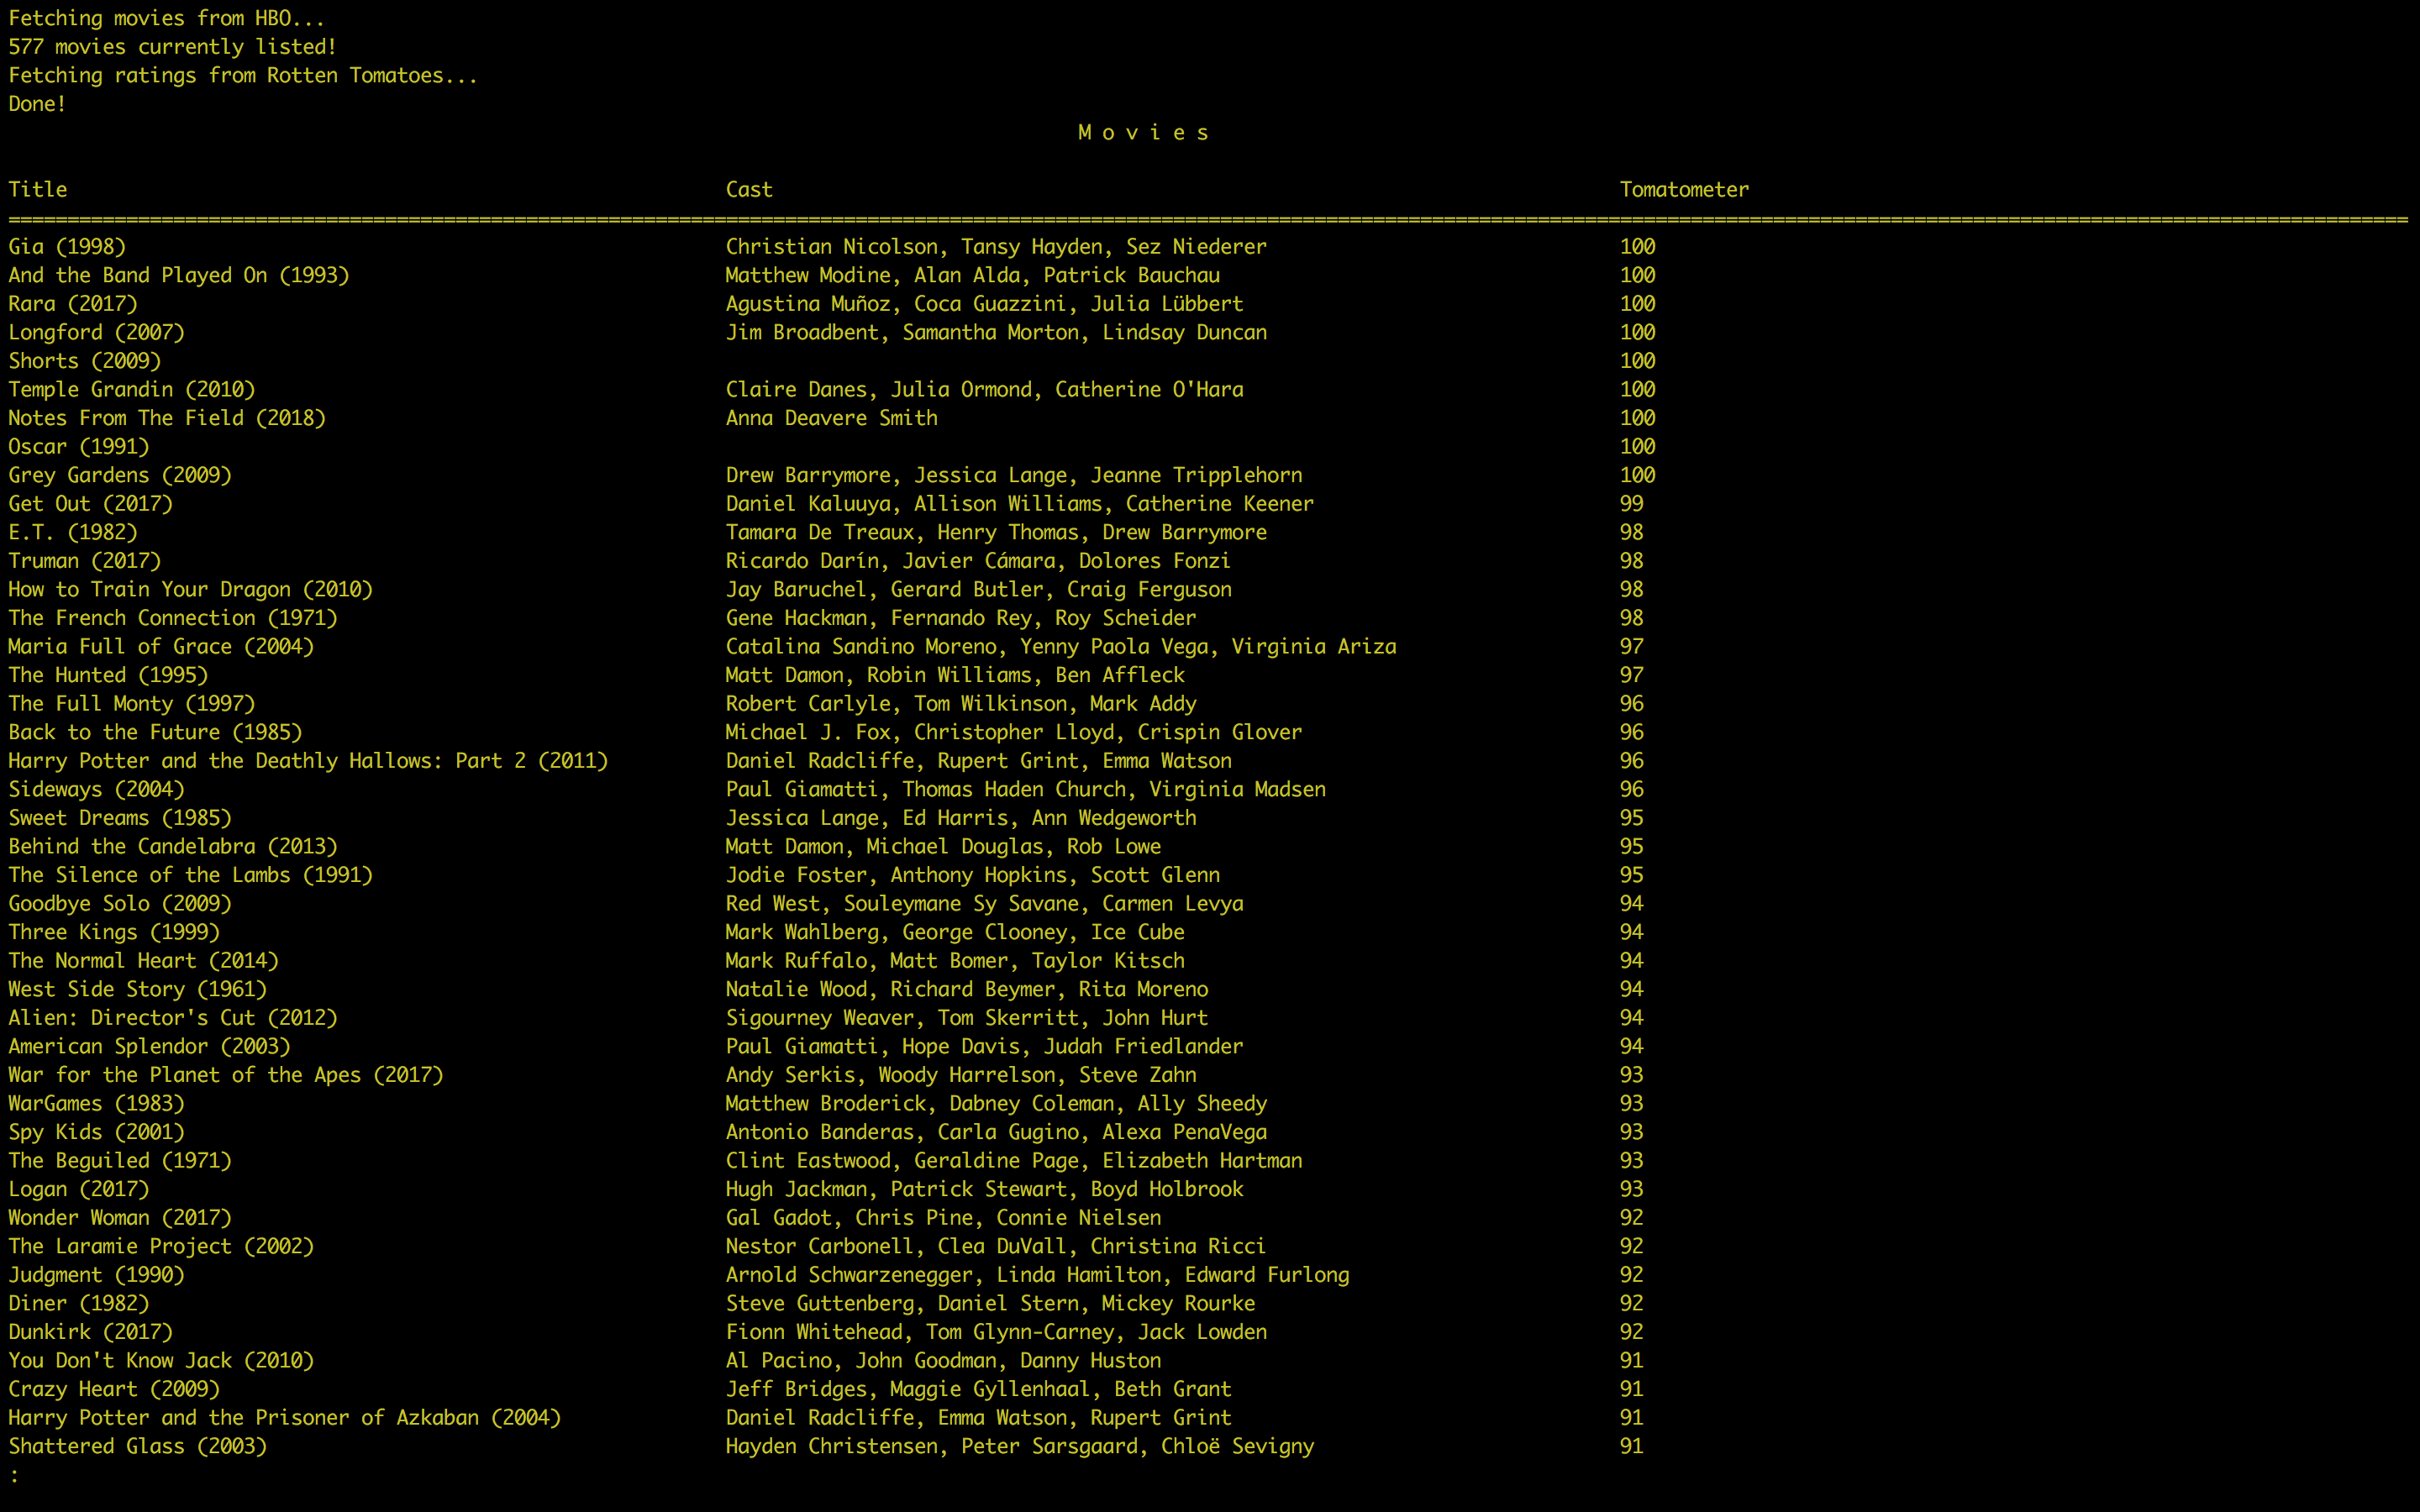 Fetching movies from HBO...
577 movies currently listed!
Fetching ratings from Rotten Tomatoes...
Done!
M o v i e s
Title Cast Tomatometer
Gia (1998) Christian Nicolson, Tansy Hayden, Sez Niederer 100
And the Band Played On (1993) Matthew Modine, Alan Alda, Patrick Bauchau 100
Rara (2017) Agustina Muñoz, Coca Guazzini, Julia Lübbert 100
Longford (2007) Jim Broadbent, Samantha Morton, Lindsay Duncan 100
Shorts (2009) 100
Temple Grandin (2010) Claire Danes, Julia Ormond, Catherine O'Hara 100
Notes From The Field (2018) Anna Deavere Smith 100
Oscar (1991) 100
Grey Gardens (2009) Drew Barrymore, Jessica Lange, Jeanne Tripplehorn 100
Get Out (2017) Daniel Kaluuya, Allison Williams, Catherine Keener 99
E.T. (1982) Tamara De Treaux, Henry Thomas, Drew Barrymore 98
Truman (2017) Ricardo Darín, Javier Cámara, Dolores Fonzi 98
How to Train Your Dragon (2010) Jay Baruchel, Gerard Butler, Craig Ferguson 98
The French Connection (1971) Gene Hackman, Fernando Rey, Roy Scheider 98
Maria Full of Grace (2004) Catalina Sandino Moreno, Yenny Paola Vega, Virginia Ariza 97
The Hunted (1995) Matt Damon, Robin Williams, Ben Affleck 97
The Full Monty (1997) Robert Carlyle, Tom Wilkinson, Mark Addy 96
Back to the Future (1985) Michael J. Fox, Christopher Lloyd, Crispin Glover 96
Harry Potter and the Deathly Hallows: Part 2 (2011) Daniel Radcliffe, Rupert Grint, Emma Watson 96
Sideways (2004) Paul Giamatti, Thomas Haden Church, Virginia Madsen 96
Sweet Dreams (1985) Jessica Lange, Ed Harris, Ann Wedgeworth 95
Behind the Candelabra (2013) Matt Damon, Michael Douglas, Rob Lowe 95
The Silence of the Lambs (1991) Jodie Foster, Anthony Hopkins, Scott Glenn 95
Goodbye Solo (2009) Red West, Souleymane Sy Savane, Carmen Levya 94
Three Kings (1999) Mark Wahlberg, George Clooney, Ice Cube 94
The Normal Heart (2014) Mark Ruffalo, Matt Bomer, Taylor Kitsch 94
West Side Story (1961) Natalie Wood, Richard Beymer, Rita Moreno 94
Alien: Director's Cut (2012) Sigourney Weaver, Tom Skerritt, John Hurt 94
American Splendor (2003) Paul Giamatti, Hope Davis, Judah Friedlander 94
War for the Planet of the Apes (2017) Andy Serkis, Woody Harrelson, Steve Zahn 93
WarGames (1983) Matthew Broderick, Dabney Coleman, Ally Sheedy 93
Spy Kids (2001) Antonio Banderas, Carla Gugino, Alexa PenaVega 93
The Beguiled (1971) Clint Eastwood, Geraldine Page, Elizabeth Hartman 93
Logan (2017) Hugh Jackman, Patrick Stewart, Boyd Holbrook 93
Wonder Woman (2017) Gal Gadot, Chris Pine, Connie Nielsen 92
The Laramie Project (2002) Nestor Carbonell, Clea DuVall, Christina Ricci 92
Judgment (1990) Arnold Schwarzenegger, Linda Hamilton, Edward Furlong 92
Diner (1982) Steve Guttenberg, Daniel Stern, Mickey Rourke 92
Dunkirk (2017) Fionn Whitehead, Tom Glynn-Carney, Jack Lowden 92
You Don't Know Jack (2010) Al Pacino, John Goodman, Danny Huston 91
Crazy Heart (2009) Jeff Bridges, Maggie Gyllenhaal, Beth Grant 91
Harry Potter and the Prisoner of Azkaban (2004) Daniel Radcliffe, Emma Watson, Rupert Grint 91
Shattered Glass (2003) Hayden Christensen, Peter Sarsgaard, Chloë Sevigny 91
: